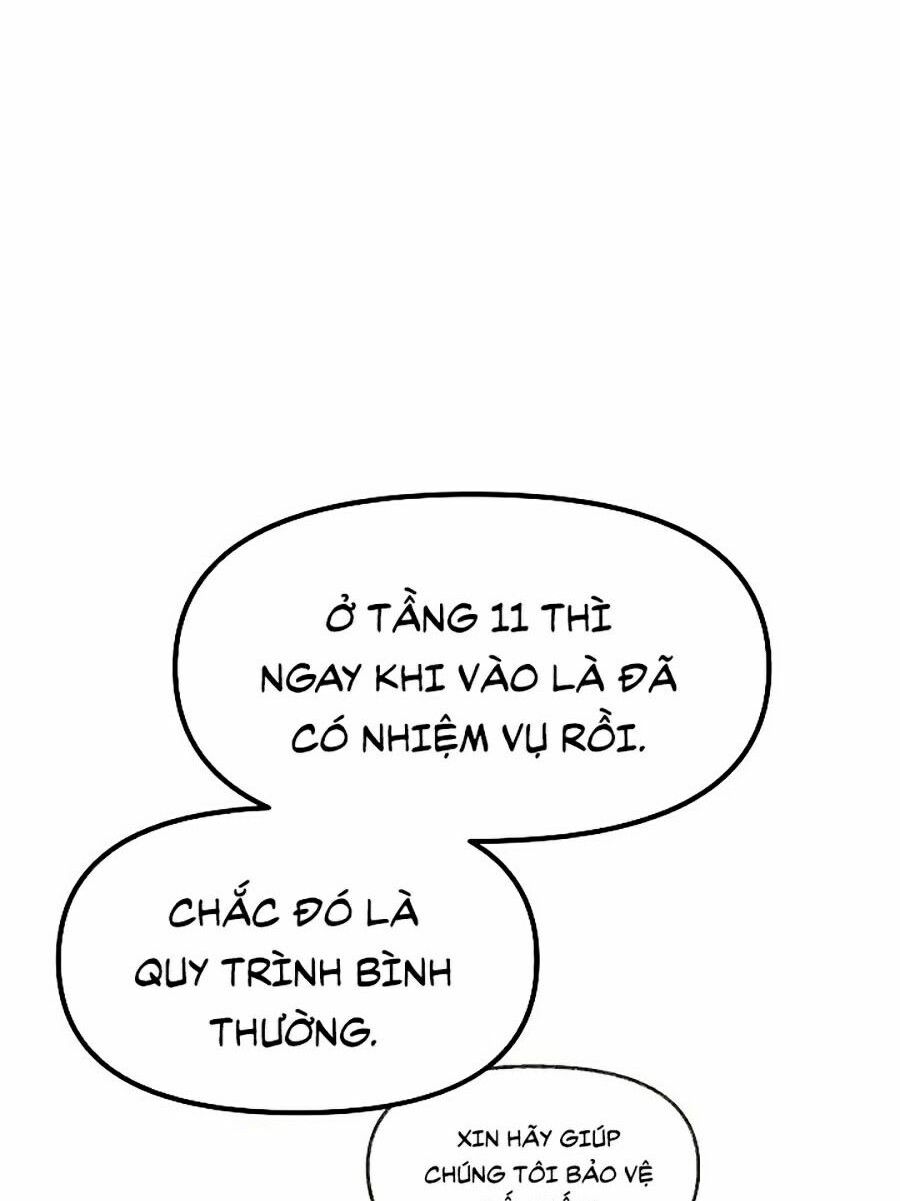 Ở TẦNG 11 THÌ
NGAY KHI VÀO LÀ ĐÃ
CÓ NHIỆM VỤ RỒI.
CHẮC ĐÓ LÀ
QUY TRÌNH BÌNH
THƯỜNG.
XIN HÃY GIÚP
CHÚNG TÔI BẢO VỆ